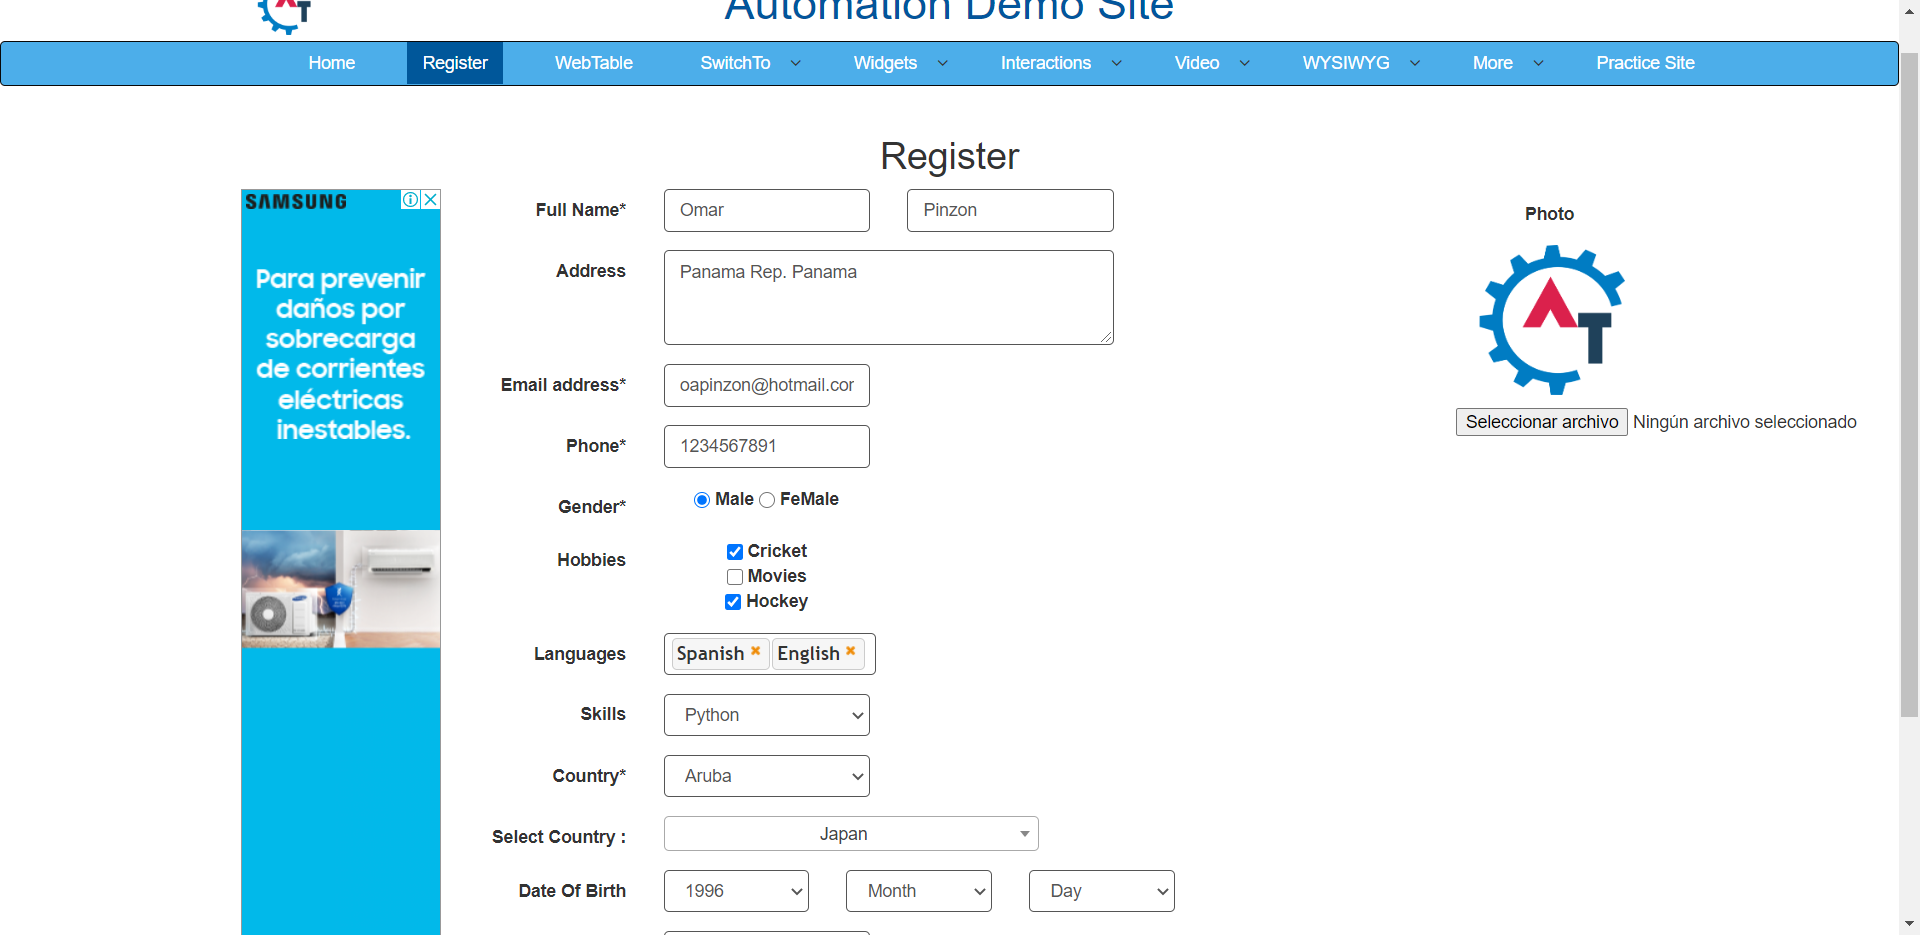 Automation Demo Site
Home Register WebTable SwitchTo Widgets Interactions Video WYSIWYG More Practice Site
Register
SAMSUNG
Para prevenir
daños por
sobrecarga
de corrientes
eléctricas
inestables.
Full Name* Omar Pinzon
Address Panama Rep. Panama
Email address* oapinzon@hotmail.cor
Phone* 1234567891
Gender* Male FeMale
Hobbies Cricket
Movies
Hockey
Languages Spanish English
Skills Python
Country* Aruba
Select Country : Japan
Date Of Birth 1996 Month Day
Photo
AT
Seleccionar archivo Ningún archivo seleccionado